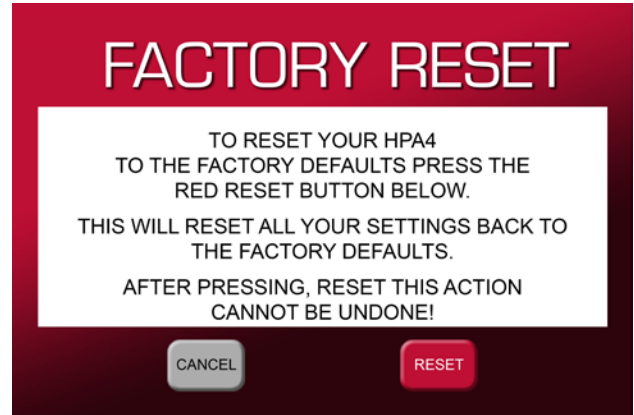 FACTORY RESET
TO RESET YOUR HPA4
TO THE FACTORY DEFAULTS PRESS THE
RED RESET BUTTON BELOW.
THIS WILL RESET ALL YOUR SETTINGS BACK TO
THE FACTORY DEFAULTS.
AFTER PRESSING, RESET THIS ACTION
CANNOT BE UNDONE!
CANCEL
RESET